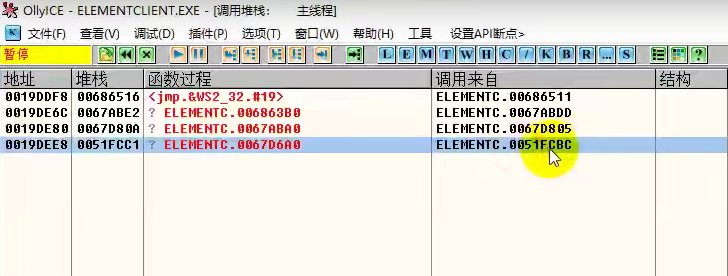 OllyICE - ELEMENTCLIENT.EXE - [调用堆栈: 主线程]
K 文件(F) 查看(V) 调试(D) 插件(P) 选项(T) 窗口(W) 帮助(H) [+] 工具 设置API断点>
暂停 L E M T W H C / K B R ... S ?
地址 堆栈 函数过程 调用来自 结构
0019DDF8 00686516 <jmp.&WS2_32.#19> ELEMENTC.00686511
0019DE6C 0067ABE2 ? ELEMENTC.006863B0 ELEMENTC.0067ABDD
0019DE80 0067D80A ? ELEMENTC.0067ABA0 ELEMENTC.0067D805
0019DEE8 0051FCC1 ? ELEMENTC.0067D6A0 ELEMENTC.0051FCBC